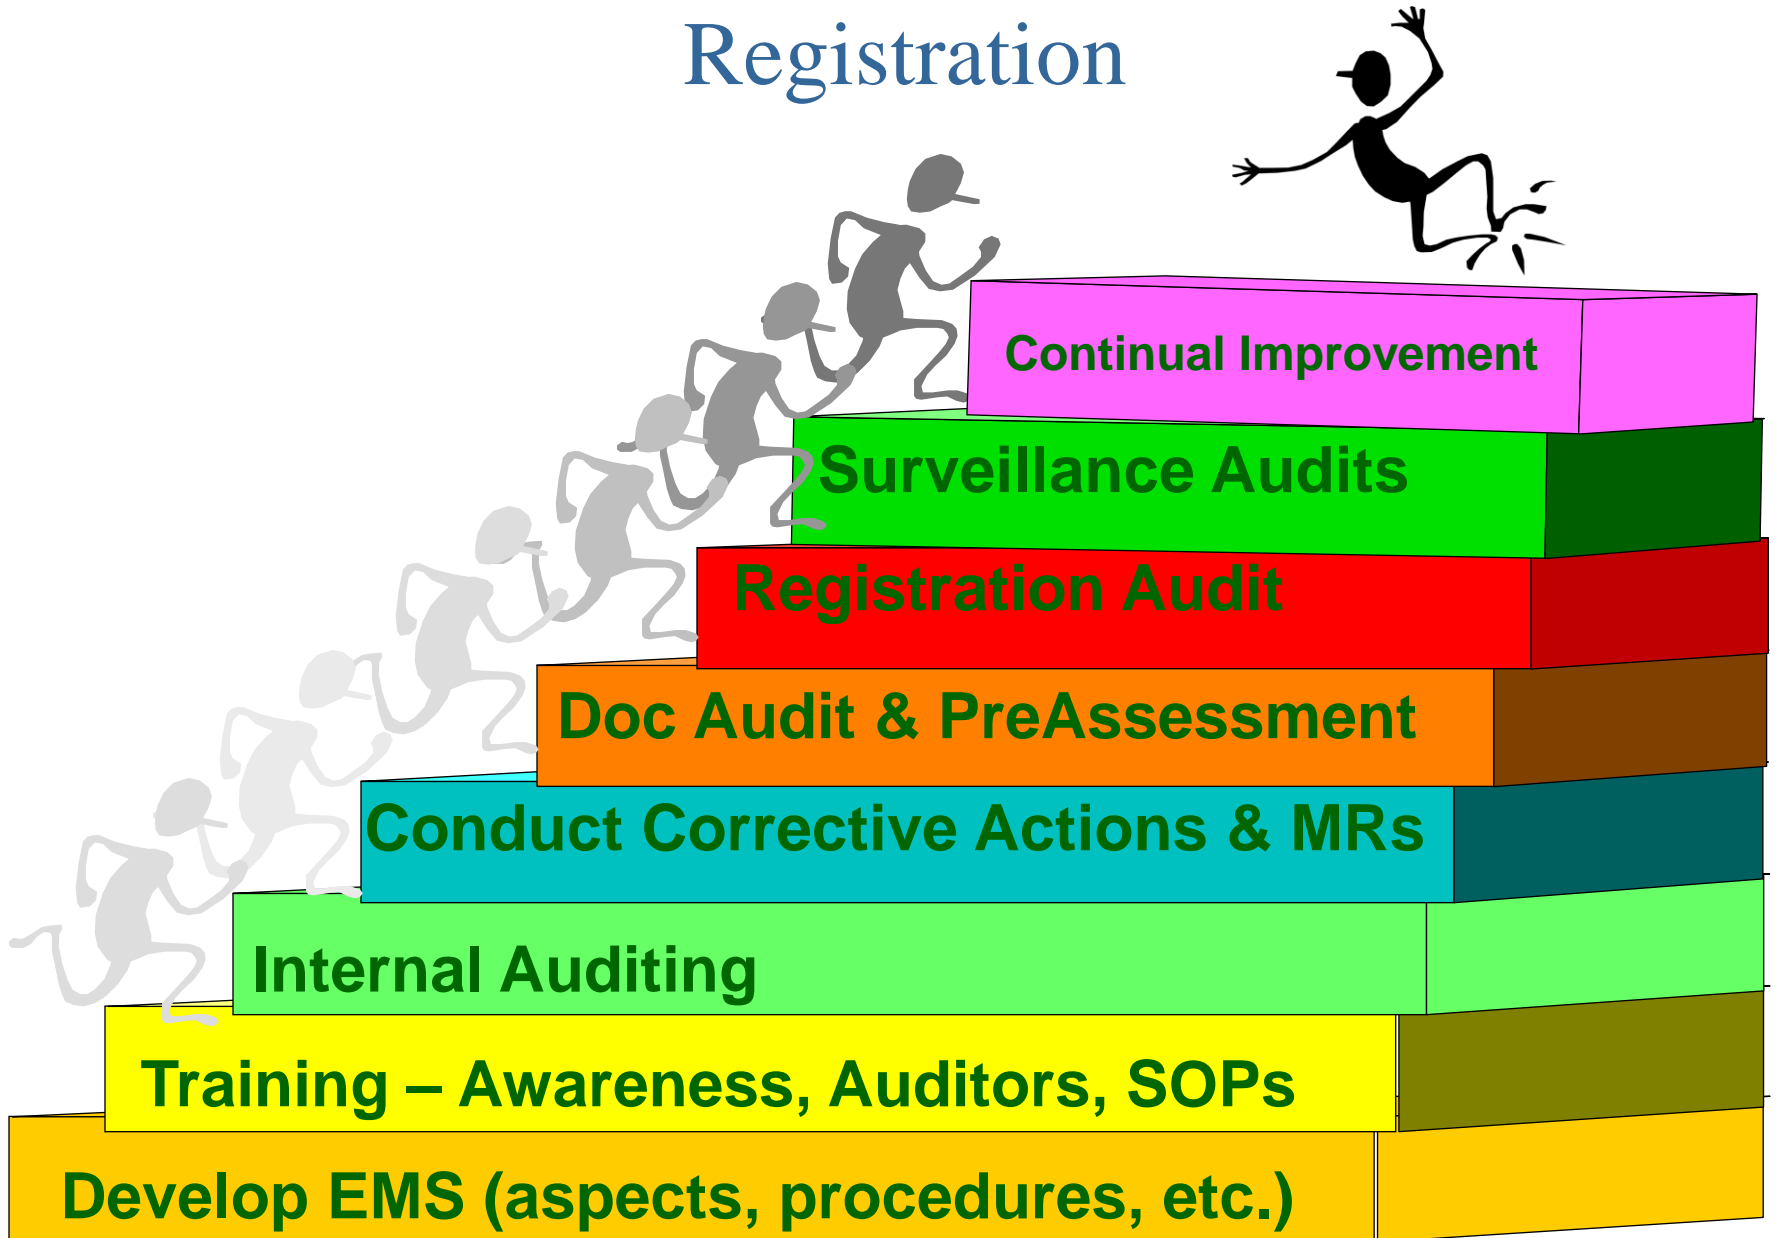 Registration
Continual Improvement
Surveillance Audits
Registration Audit
Doc Audit & PreAssessment
Conduct Corrective Actions & MRs
Internal Auditing
Training – Awareness, Auditors, SOPs
Develop EMS (aspects, procedures, etc.)